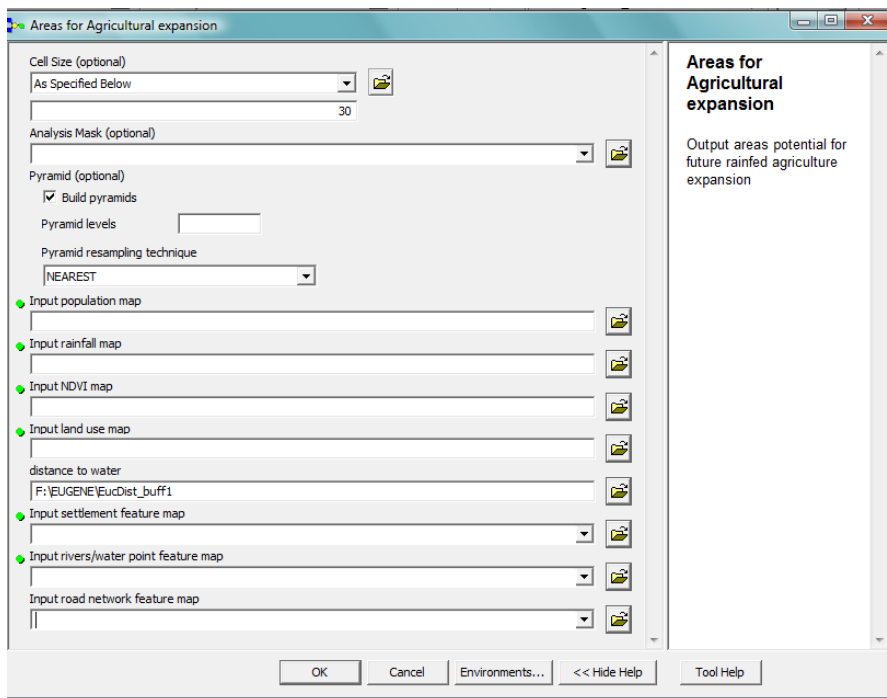 Areas for Agricultural expansion
Cell Size (optional)
As Specified Below
30
Analysis Mask (optional)
Pyramid (optional)
Build pyramids
Pyramid levels
Pyramid resampling technique
NEAREST
Input population map
Input rainfall map
Input NDVI map
Input land use map
distance to water
F:\EUGENE\EucDist_buff1
Input settlement feature map
Input rivers/water point feature map
Input road network feature map
Areas for
Agricultural
expansion
Output areas potential for
future rainfed agriculture
expansion
OK
Cancel
Environments...
<< Hide Help
Tool Help